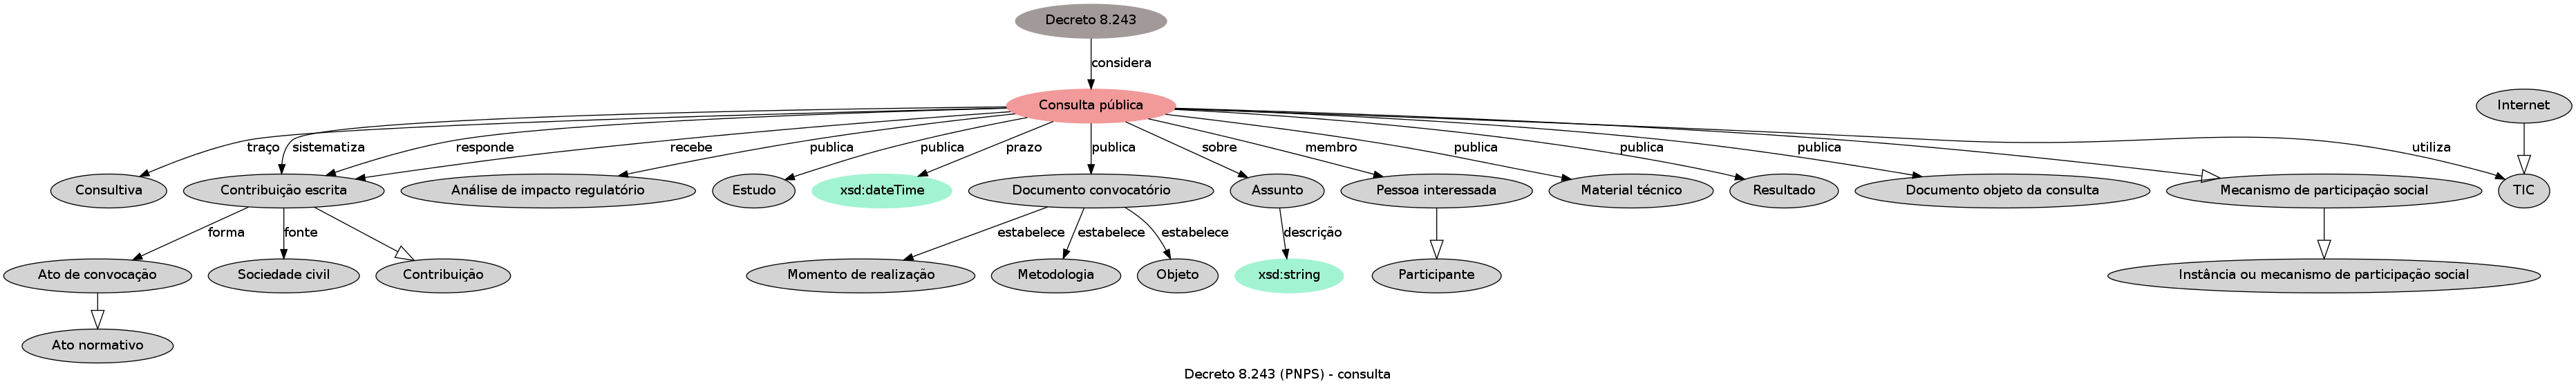 Decreto 8.243
considera
Consulta pública
Internet
traço
sistematiza
responde
recebe
publica
publica
prazo
publica
sobre
membro
publica
publica
publica
utiliza
Consultiva
Contribuição escrita
Análise de impacto regulatório
Estudo
xsd:dateTime
Documento convocatório
Assunto
Pessoa interessada
Material técnico
Resultado
Documento objeto da consulta
Mecanismo de participação social
TIC
forma
fonte
estabelece
estabelece
estabelece
descrição
Ato de convocação
Sociedade civil
Contribuição
Momento de realização
Metodologia
Objeto
xsd:string
Participante
Instância ou mecanismo de participação social
Ato normativo
Decreto 8.243 (PNPS) - consulta